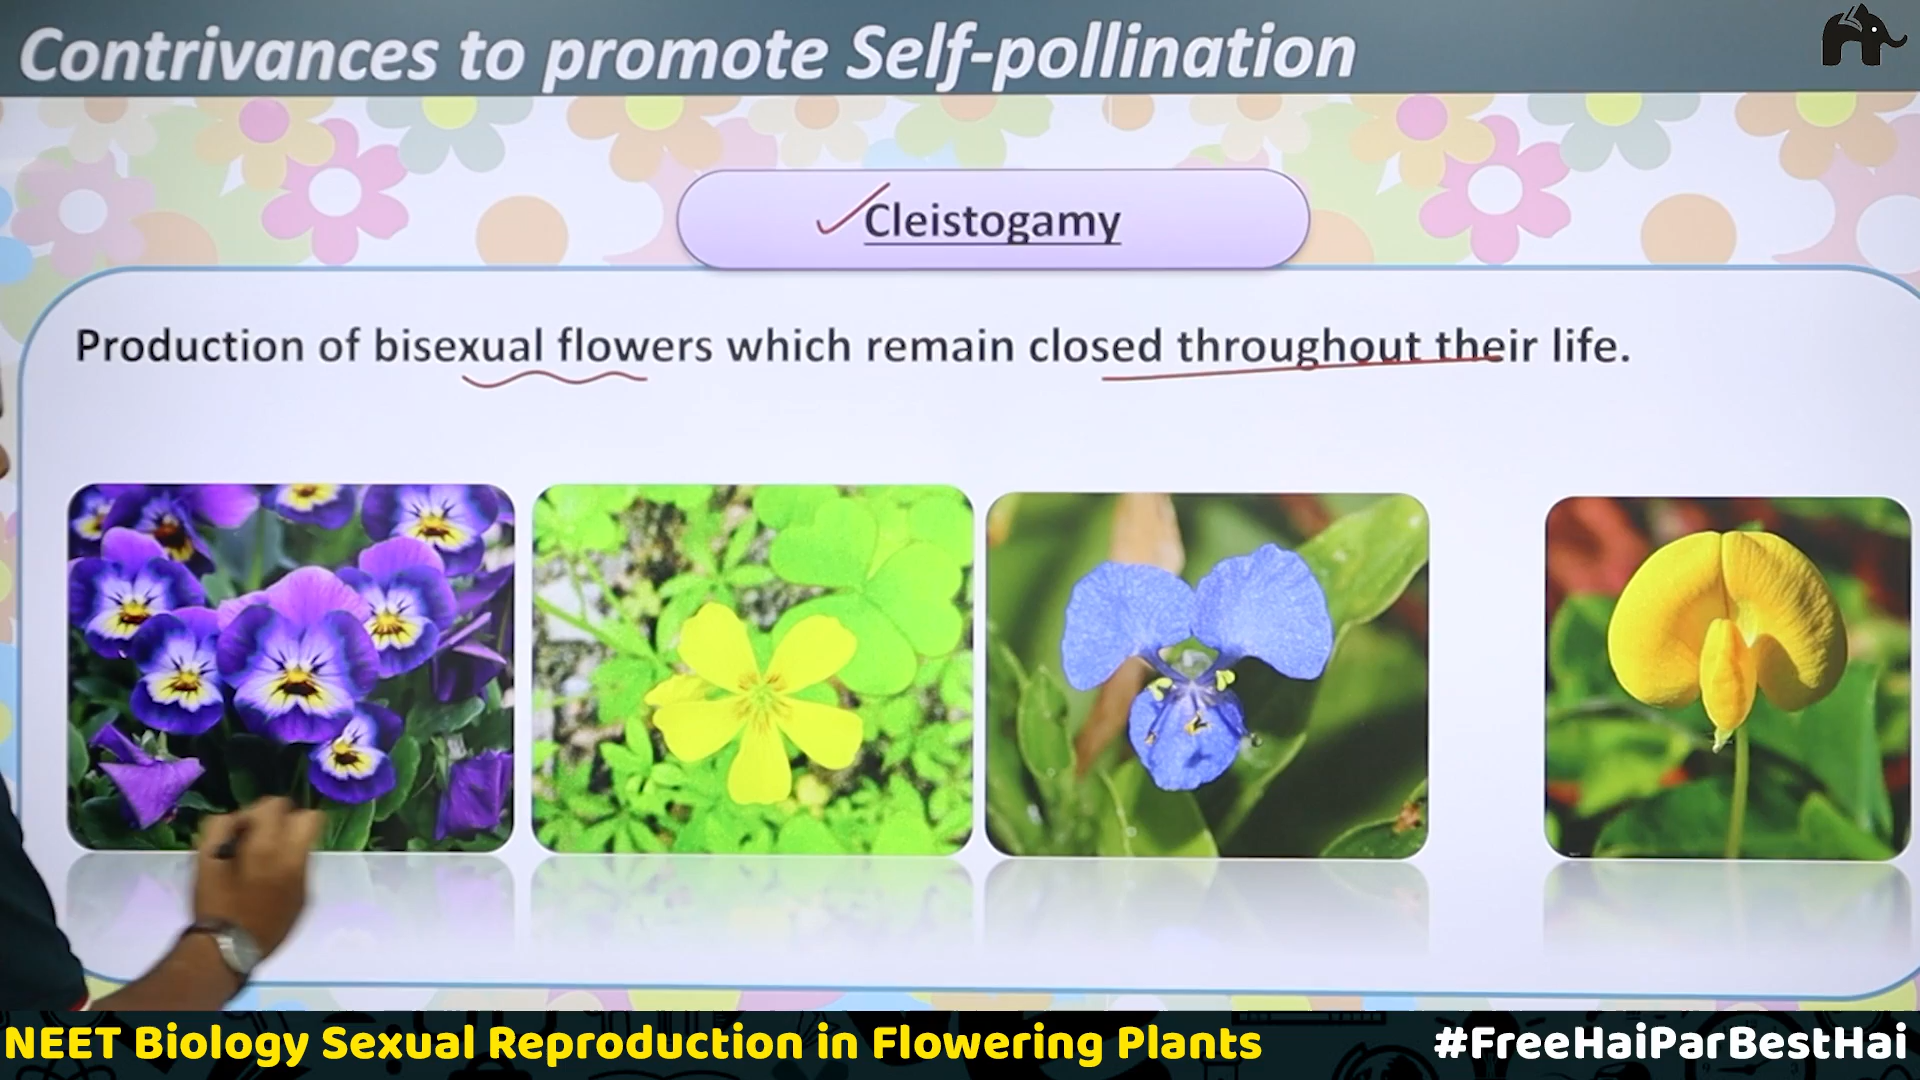 Contrivances to promote Self-pollination
Cleistogamy
Production of bisexual flowers which remain closed throughout their life.
NEET Biology Sexual Reproduction in Flowering Plants
#FreeHaiParBestHai